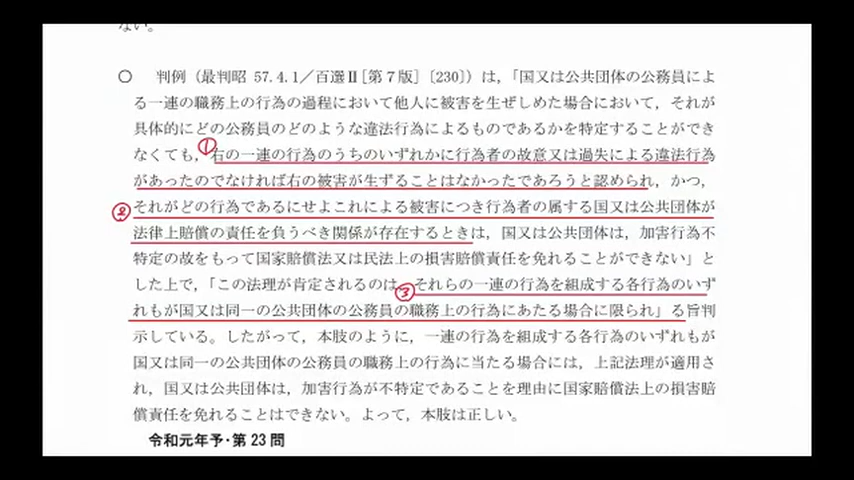 ない。
○ 判例（最判昭 57.4.1／百選Ⅱ［第７版］〔230〕）は，「国又は公共団体の公務員によ
る一連の職務上の行為の過程において他人に被害を生ぜしめた場合において，それが
具体的にどの公務員のどのような違法行為によるものであるかを特定することができ
なくても，①右の一連の行為のうちのいずれかに行為者の故意又は過失による違法行為
があったのでなければ右の被害が生ずることはなかったであろうと認められ，かつ，
②それがどの行為であるにせよこれによる被害につき行為者の属する国又は公共団体が
法律上賠償の責任を負うべき関係が存在するときは，国又は公共団体は，加害行為不
特定の故をもって国家賠償法又は民法上の損害賠償責任を免れることができない」と
した上で，「この法理が肯定されるのは，③それらの一連の行為を組成する各行為のいず
れもが国又は同一の公共団体の公務員の職務上の行為にあたる場合に限られ」る旨判
示している。したがって，本肢のように，一連の行為を組成する各行為のいずれもが
国又は同一の公共団体の公務員の職務上の行為に当たる場合には，上記法理が適用さ
れ，国又は公共団体は，加害行為が不特定であることを理由に国家賠償法上の損害賠
償責任を免れることはできない。よって，本肢は正しい。
令和元年予・第 23 問